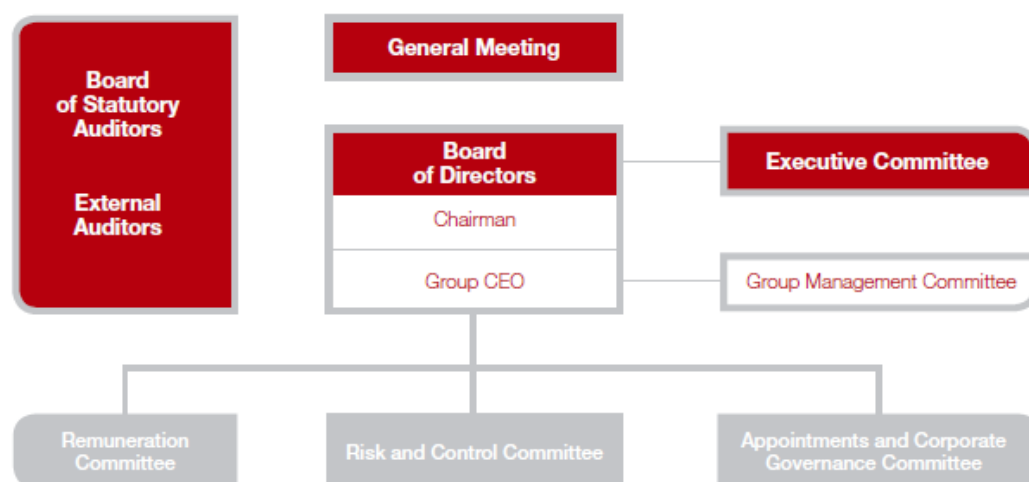 Board
of Statutory
Auditors
External
Auditors
General Meeting
Board
of Directors
Chairman
Group CEO
Executive Committee
Group Management Committee
Remuneration
Committee
Risk and Control Committee
Appointments and Corporate
Governance Committee